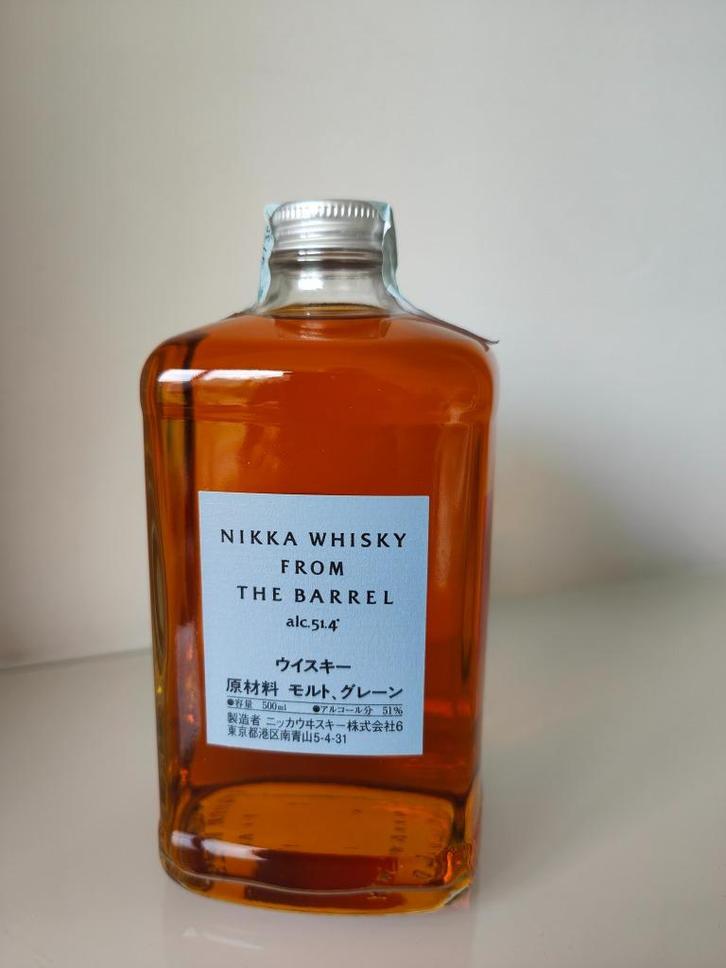 NIKKA WHISKY
FROM
THE BARREL
alc.51.4°
ウイスキー
原材料 モルト、グレーン
●容量 500ml ●アルコール分 51%
製造者 ニッカウヰスキー株式会社6
東京都港区南青山5-4-31